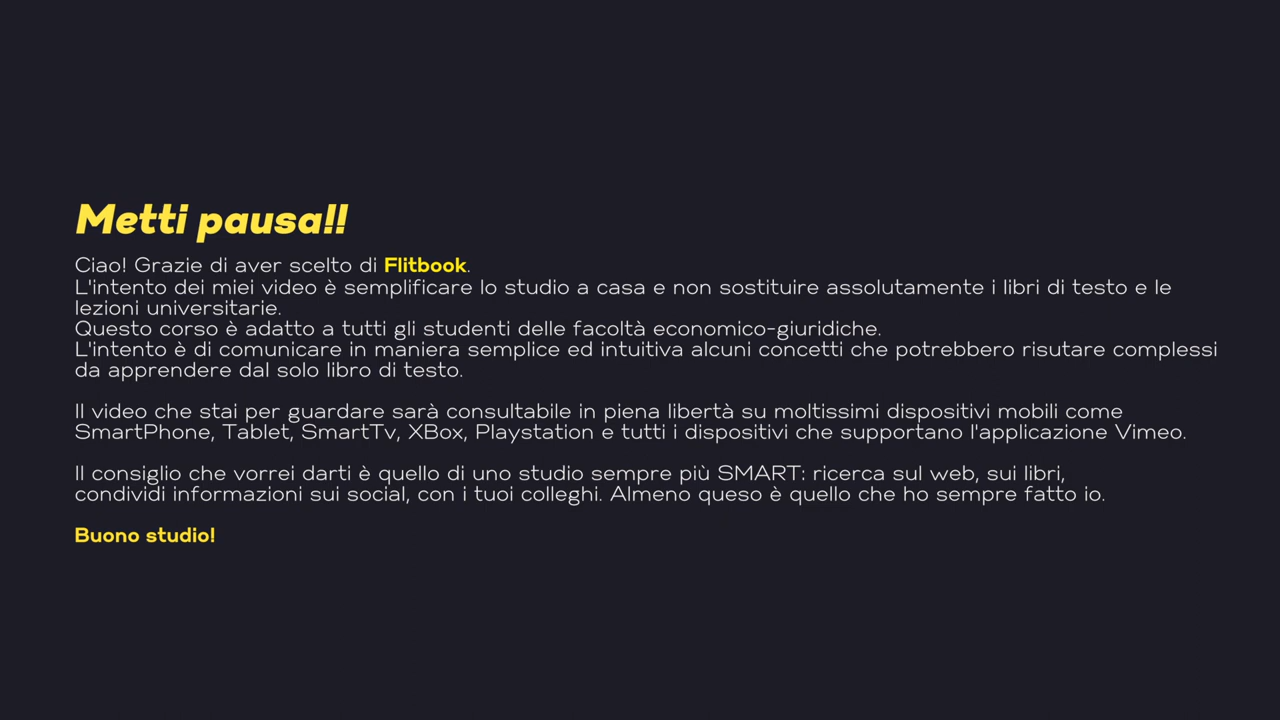 Metti pausa!!
Ciao! Grazie di aver scelto di Flitbook.
L'intento dei miei video è semplificare lo studio a casa e non sostituire assolutamente i libri di testo e le
lezioni universitarie.
Questo corso è adatto a tutti gli studenti delle facoltà economico-giuridiche.
L'intento è di comunicare in maniera semplice ed intuitiva alcuni concetti che potrebbero risutare complessi
da apprendere dal solo libro di testo.
Il video che stai per guardare sarà consultabile in piena libertà su moltissimi dispositivi mobili come
SmartPhone, Tablet, SmartTv, XBox, Playstation e tutti i dispositivi che supportano l'applicazione Vimeo.
Il consiglio che vorrei darti è quello di uno studio sempre più SMART: ricerca sul web, sui libri,
condividi informazioni sui social, con i tuoi colleghi. Almeno queso è quello che ho sempre fatto io.
Buono studio!